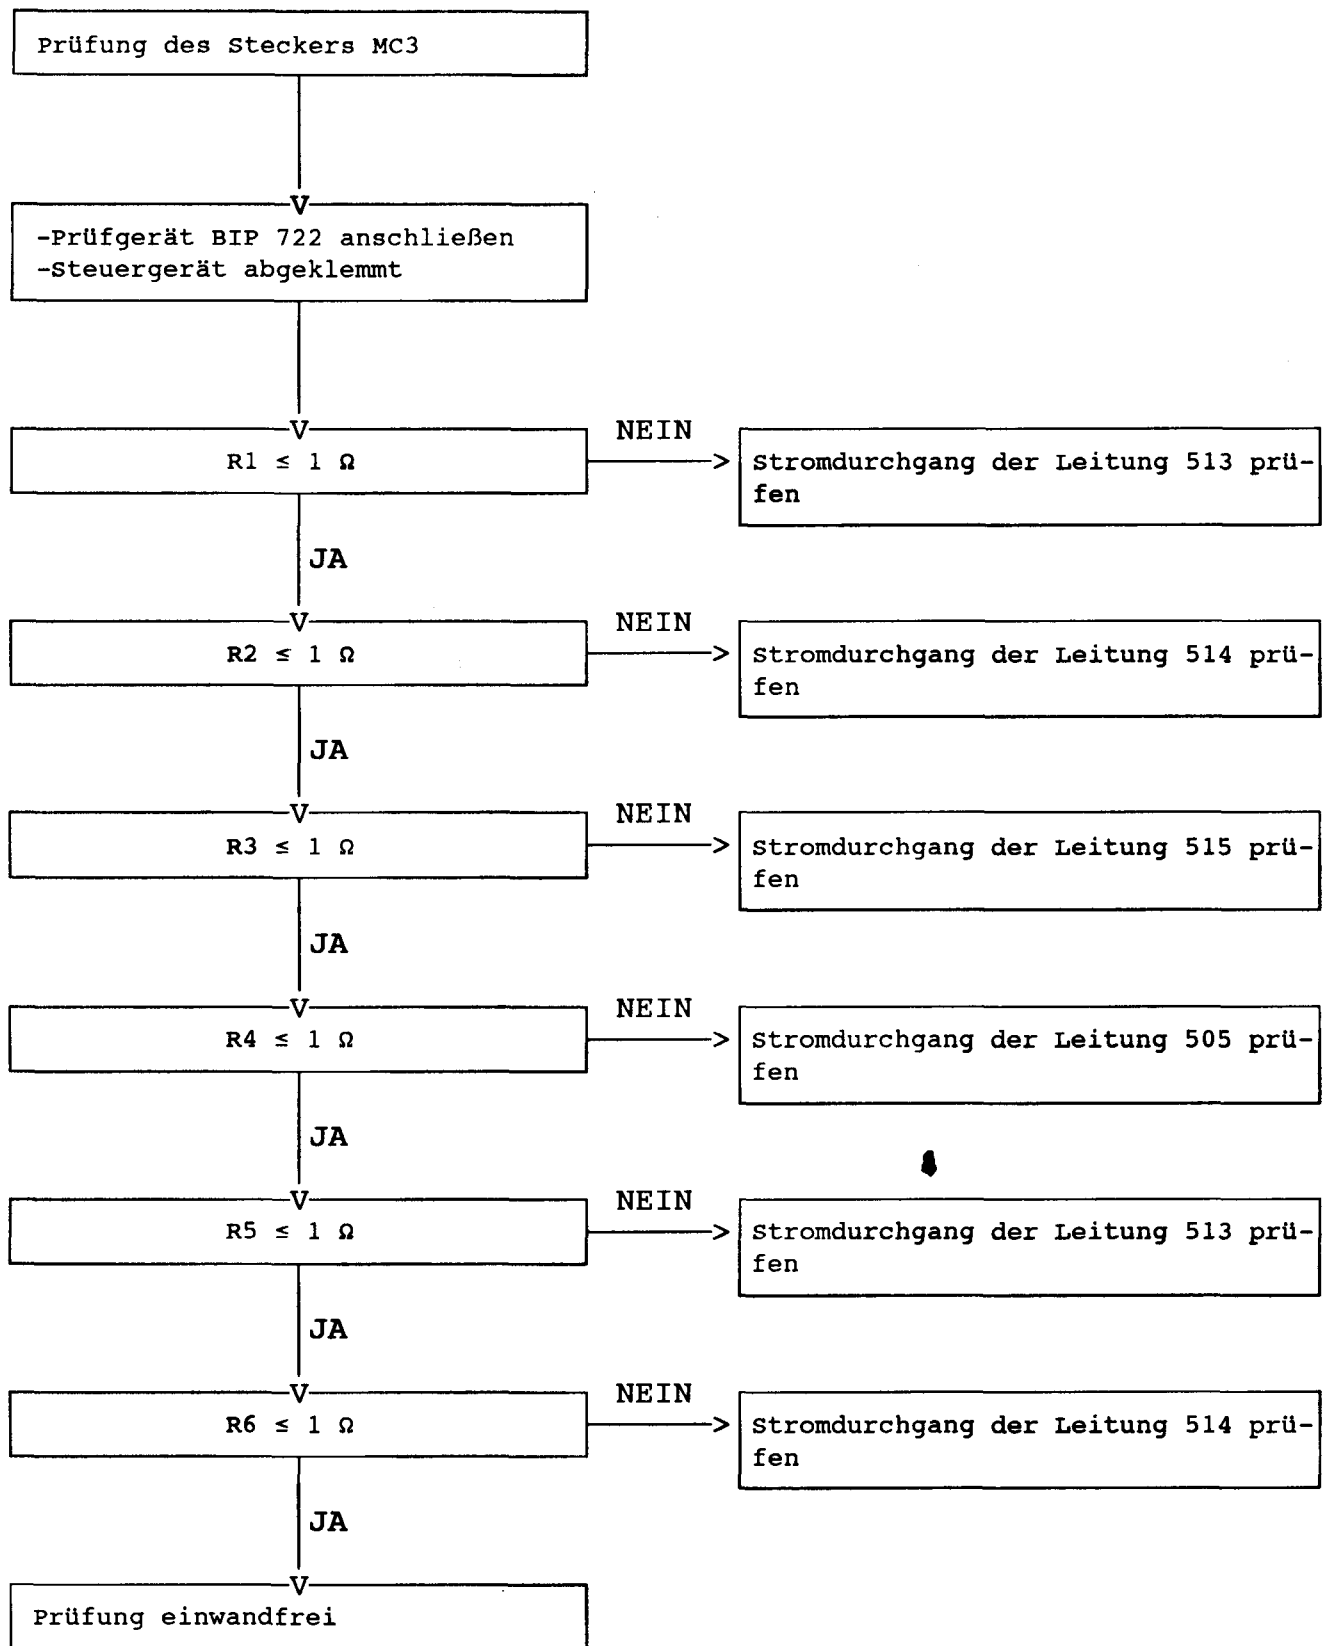 Prüfung des Steckers MC3
V
-Prüfgerät BIP 722 anschließen
-Steuergerät abgeklemmt
V
R1 ≤ 1 Ω
NEIN
>
Stromdurchgang der Leitung 513 prü-
fen
JA
V
R2 ≤ 1 Ω
NEIN
>
Stromdurchgang der Leitung 514 prü-
fen
JA
V
R3 ≤ 1 Ω
NEIN
>
Stromdurchgang der Leitung 515 prü-
fen
JA
V
R4 ≤ 1 Ω
NEIN
>
Stromdurchgang der Leitung 505 prü-
fen
JA
V
R5 ≤ 1 Ω
NEIN
>
Stromdurchgang der Leitung 513 prü-
fen
JA
V
R6 ≤ 1 Ω
NEIN
>
Stromdurchgang der Leitung 514 prü-
fen
JA
V
Prüfung einwandfrei